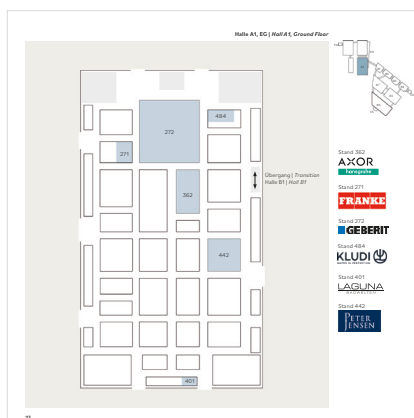 Halle A1, EG | Hall A1, Ground Floor
484
272
271
362
Übergang | Transition
Halle B1 | Hall B1
442
401
Stand 362
AXOR
hansgrohe
Stand 271
FRANKE
Stand 272
GEBERIT
Stand 484
KLUDI
Stand 401
LAGUNA
Stand 442
PETER
JENSEN